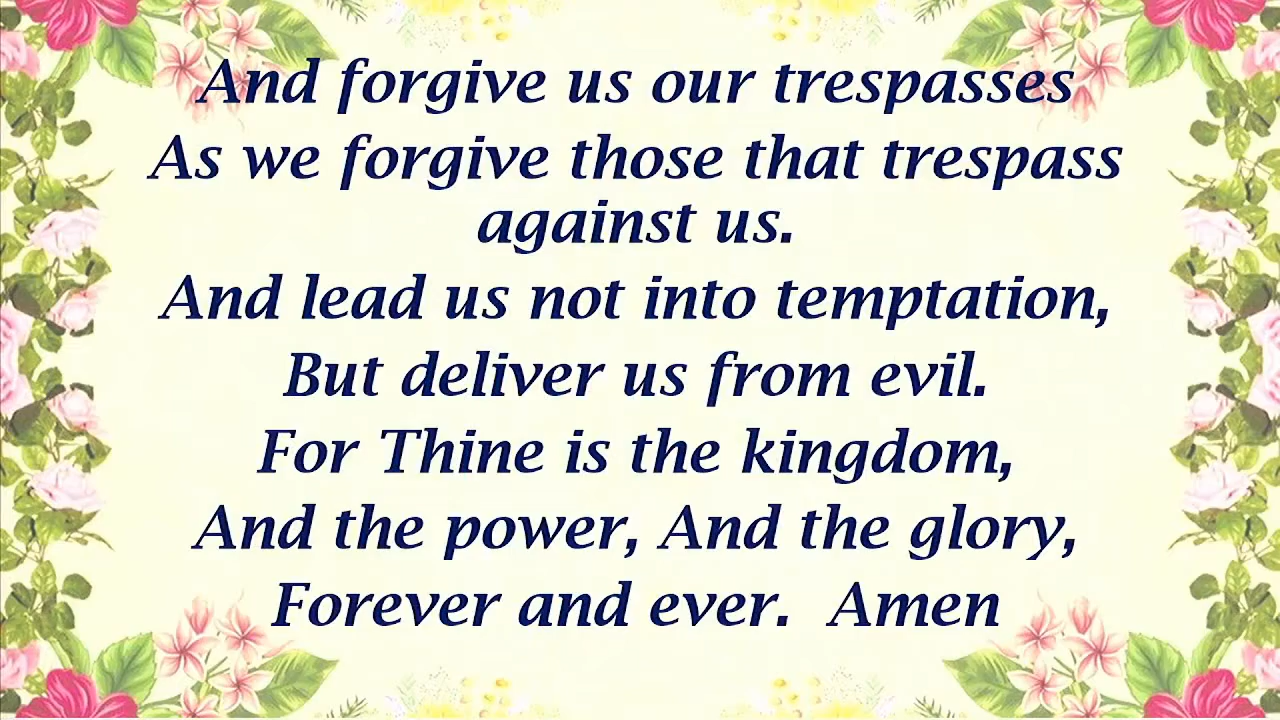 And forgive us our trespasses
As we forgive those that trespass
against us.
And lead us not into temptation,
But deliver us from evil.
For Thine is the kingdom,
And the power, And the glory,
Forever and ever.  Amen